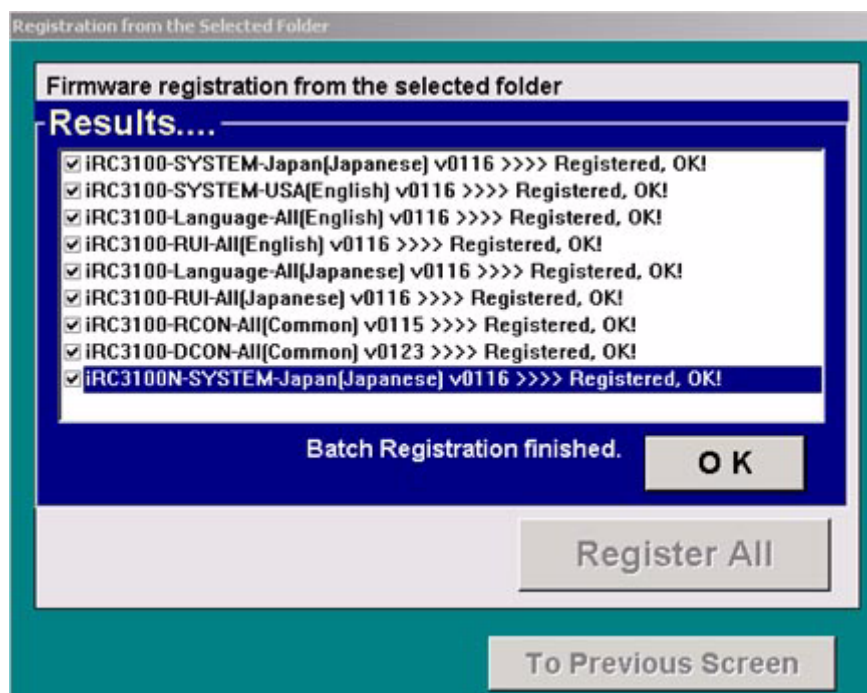 Registration from the Selected Folder
Firmware registration from the selected folder
Results....
iRC3100-SYSTEM-Japan(Japanese) v0116 >>>> Registered, OK!
iRC3100-SYSTEM-USA(English) v0116 >>>> Registered, OK!
iRC3100-Language-All(English) v0116 >>>> Registered, OK!
iRC3100-RUI-All(English) v0116 >>>> Registered, OK!
iRC3100-Language-All(Japanese) v0116 >>>> Registered, OK!
iRC3100-RUI-All(Japanese) v0116 >>>> Registered, OK!
iRC3100-RCON-All(Common) v0115 >>>> Registered, OK!
iRC3100-DCON-All(Common) v0123 >>>> Registered, OK!
iRC3100N-SYSTEM-Japan(Japanese) v0116 >>>> Registered, OK!
Batch Registration finished.
O K
Register All
To Previous Screen